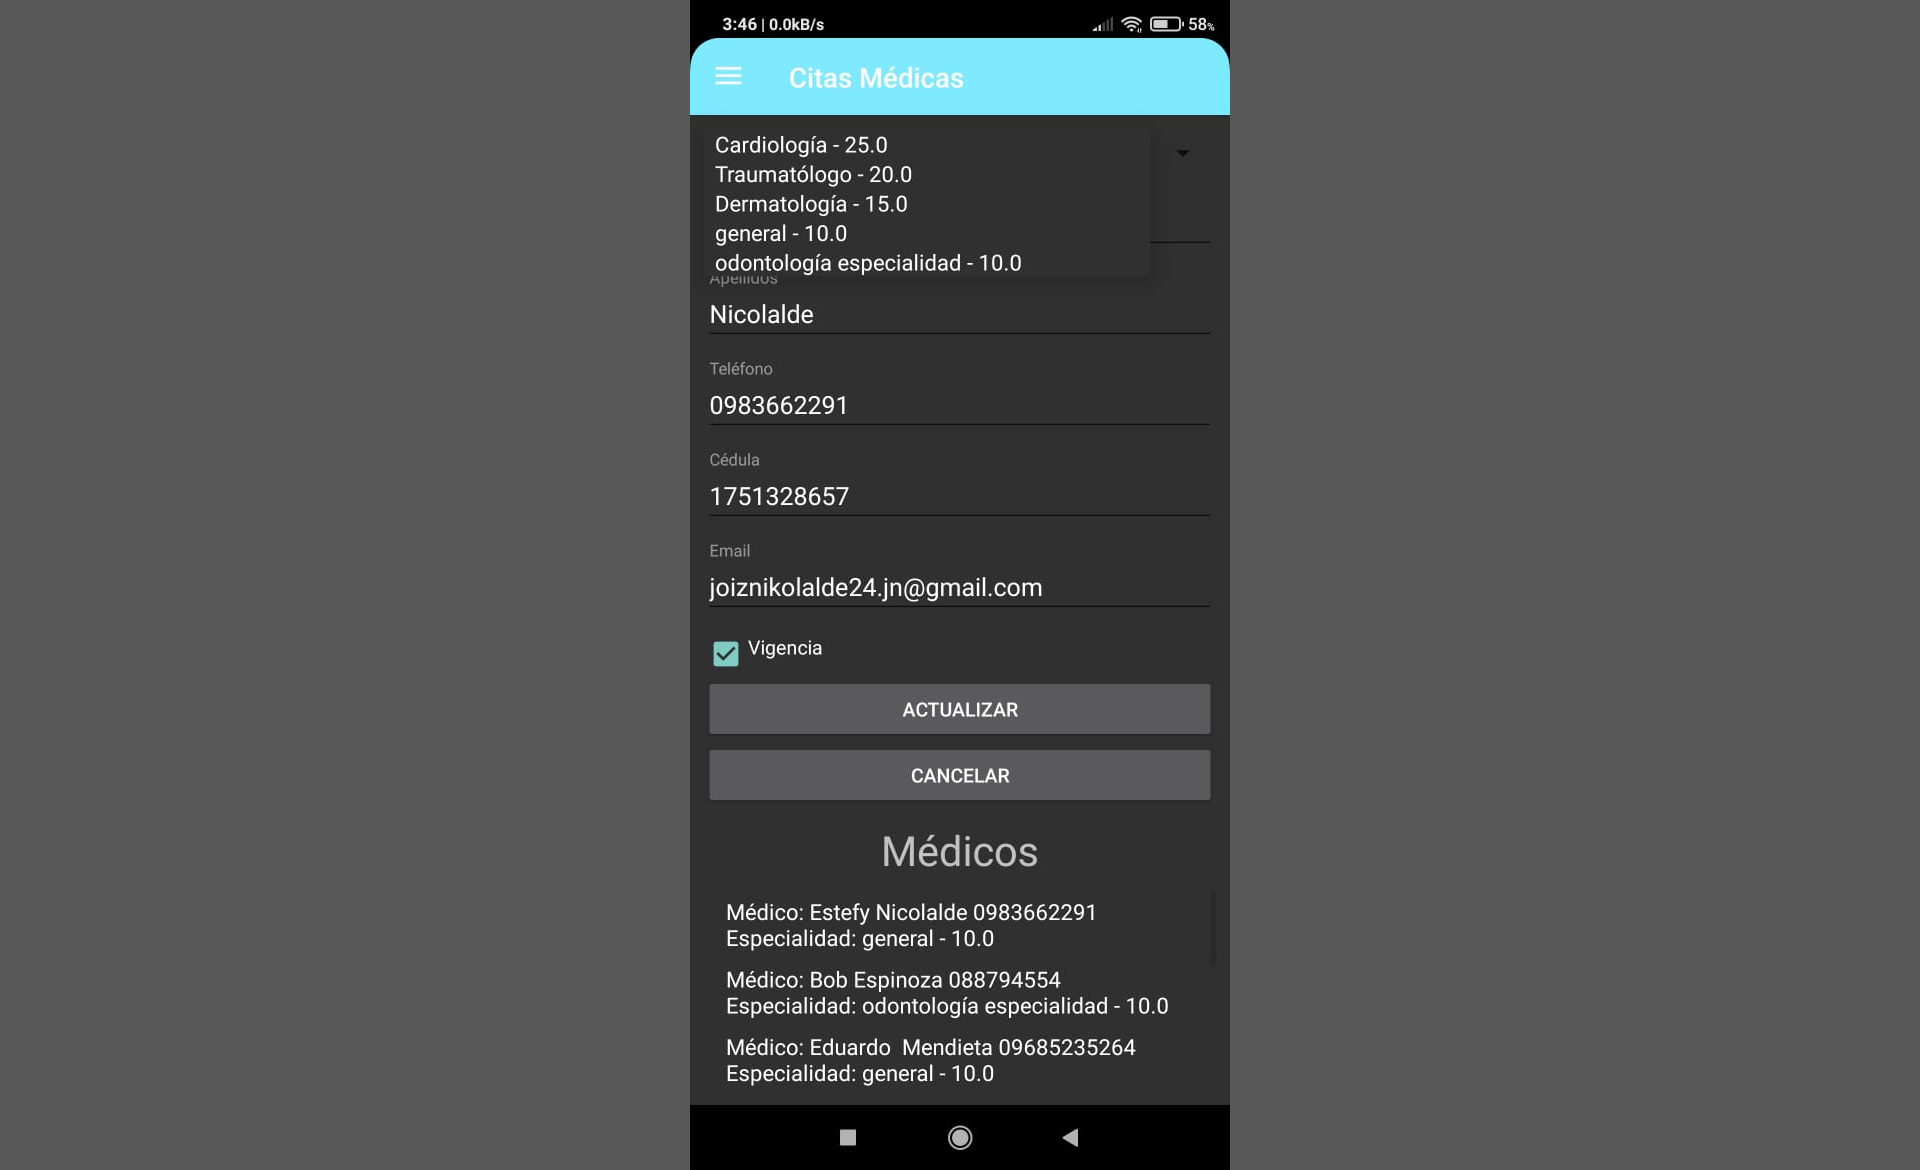 3:46 | 0.0kB/s
58%
Citas Médicas
Cardiología - 25.0
Traumatólogo - 20.0
Dermatología - 15.0
general - 10.0
odontología especialidad - 10.0
Apellidos
Nicolalde
Teléfono
0983662291
Cédula
1751328657
Email
joiznikolalde24.jn@gmail.com
Vigencia
ACTUALIZAR
CANCELAR
Médicos
Médico: Estefy Nicolalde 0983662291
Especialidad: general - 10.0
Médico: Bob Espinoza 088794554
Especialidad: odontología especialidad - 10.0
Médico: Eduardo  Mendieta 09685235264
Especialidad: general - 10.0